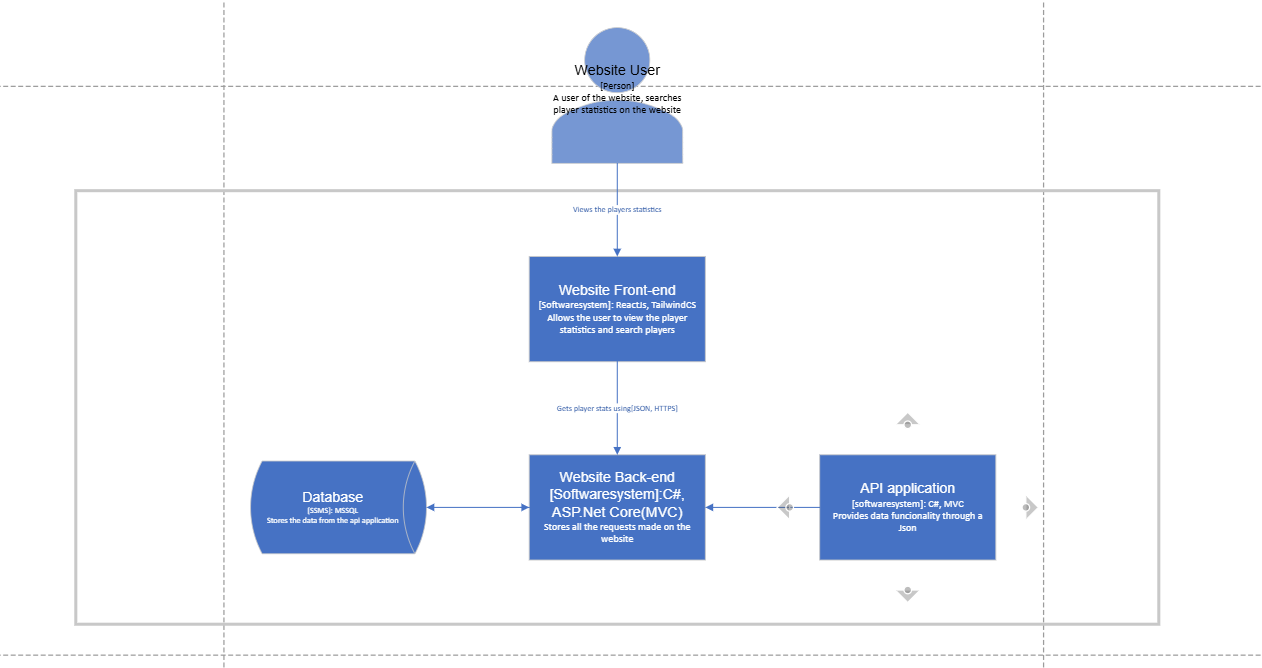 Website User
[Person]
A user of the website, searches
player statistics on the website
Views the players statistics
Website Front-end
[Softwaresystem]: ReactJs, TailwindCS
Allows the user to view the player
statistics and search players
Gets player stats using[JSON, HTTPS]
Database
[SSMS]: MSSQL
Stores the data from the api application
Website Back-end
[Softwaresystem]:C#,
ASP.Net Core(MVC)
Stores all the requests made on the
website
API application
[softwaresystem]: C#, MVC
Provides data funcionality through a
Json